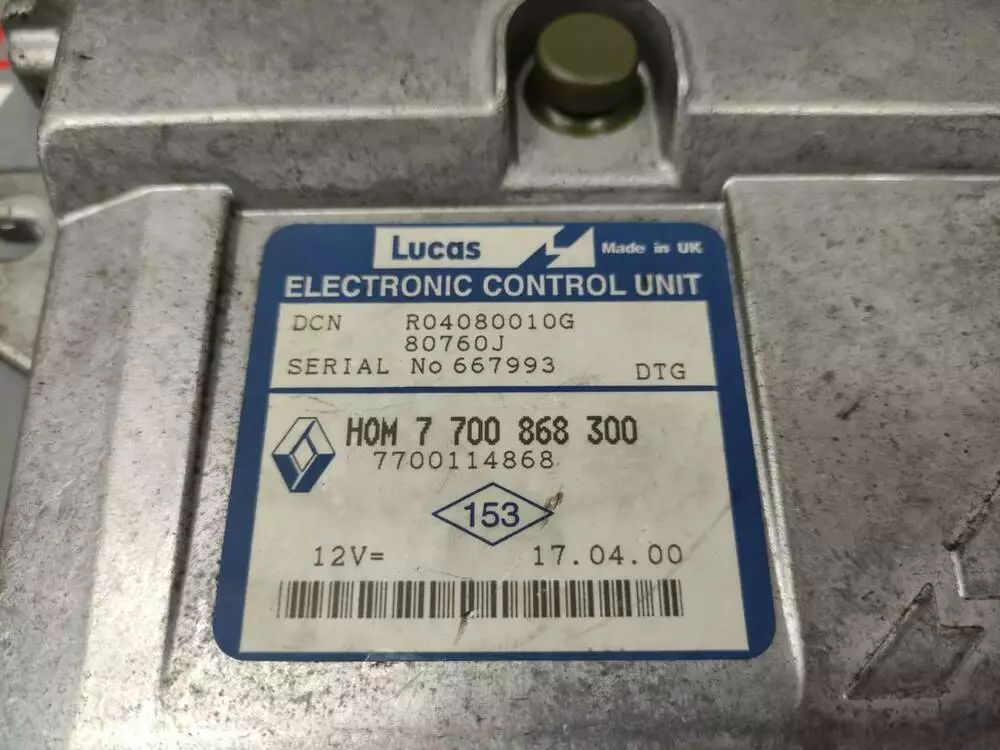 Lucas Made in UK
ELECTRONIC CONTROL UNIT
DCN R04080010G
80760J
SERIAL No 667993 DTG
HOM 7 700 868 300
7700114868
153
12V= 17.04.00